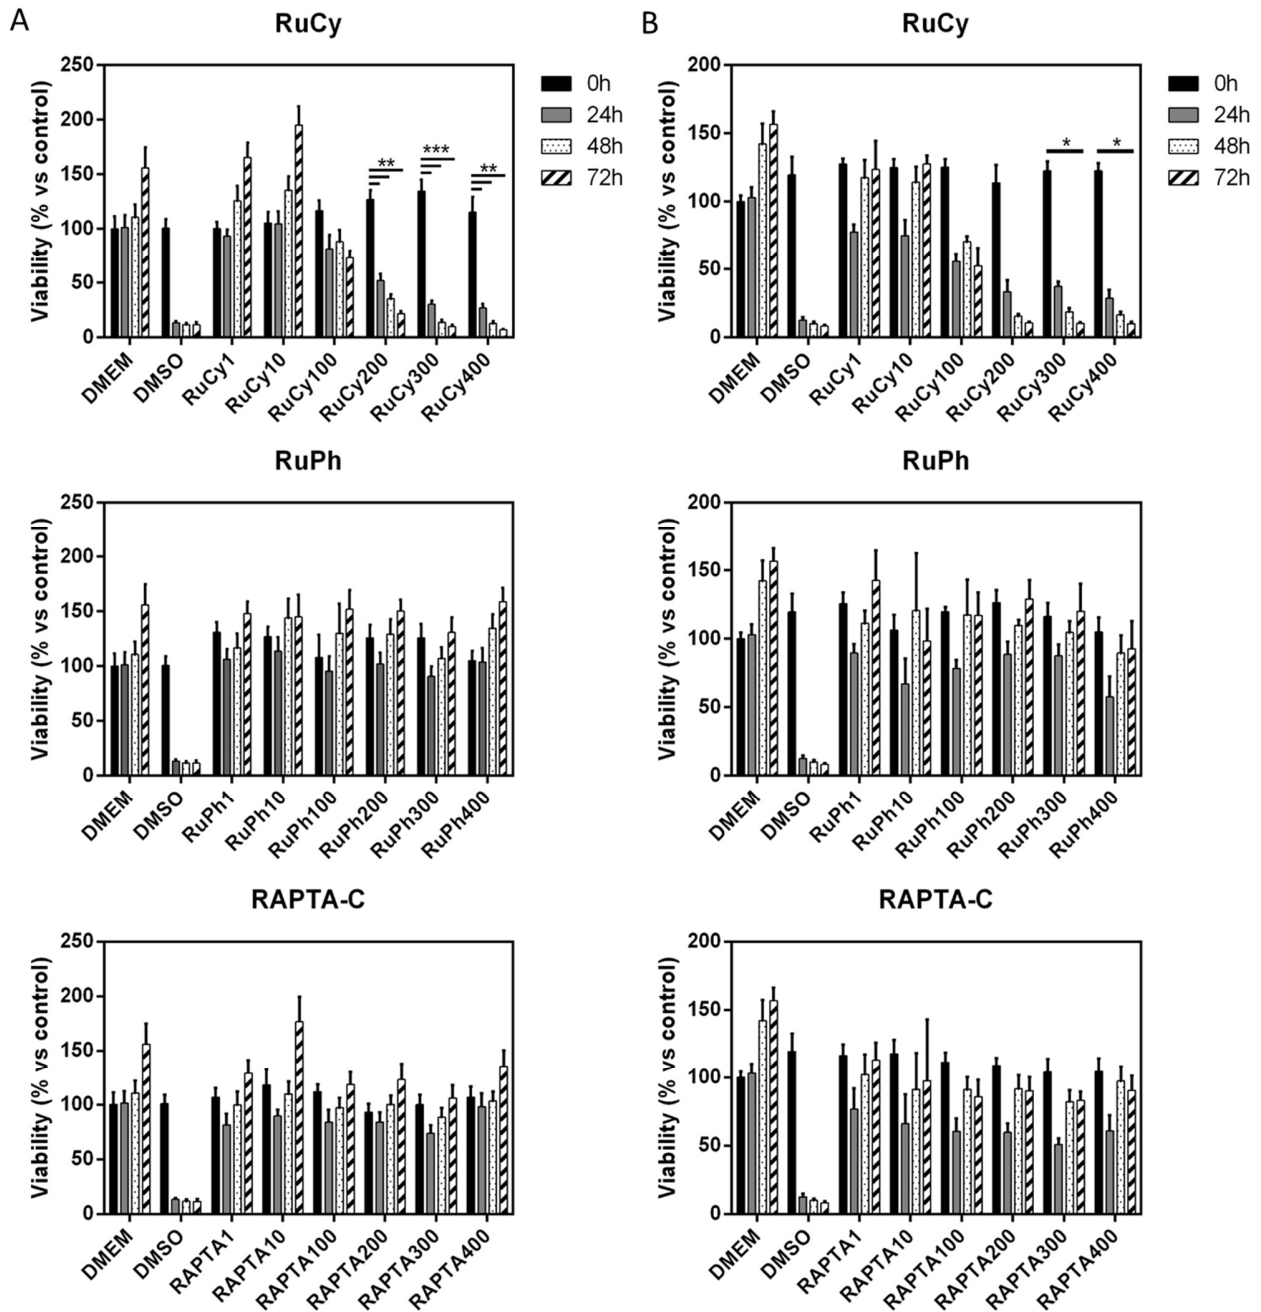 A
RuCy
Viability (% vs control)
250
200
150
100
50
0
** *** **
DMEM
DMSO
RuCy1
RuCy10
RuCy100
RuCy200
RuCy300
RuCy400
0h
24h
48h
72h
B
RuCy
Viability (% vs control)
200
150
100
50
0
* *
DMEM
DMSO
RuCy1
RuCy10
RuCy100
RuCy200
RuCy300
RuCy400
0h
24h
48h
72h
RuPh
Viability (% vs control)
250
200
150
100
50
0
DMEM
DMSO
RuPh1
RuPh10
RuPh100
RuPh200
RuPh300
RuPh400
RuPh
Viability (% vs control)
200
150
100
50
0
DMEM
DMSO
RuPh1
RuPh10
RuPh100
RuPh200
RuPh300
RuPh400
RAPTA-C
Viability (% vs control)
250
200
150
100
50
0
DMEM
DMSO
RAPTA1
RAPTA10
RAPTA100
RAPTA200
RAPTA300
RAPTA400
RAPTA-C
Viability (% vs control)
200
150
100
50
0
DMEM
DMSO
RAPTA1
RAPTA10
RAPTA100
RAPTA200
RAPTA300
RAPTA400